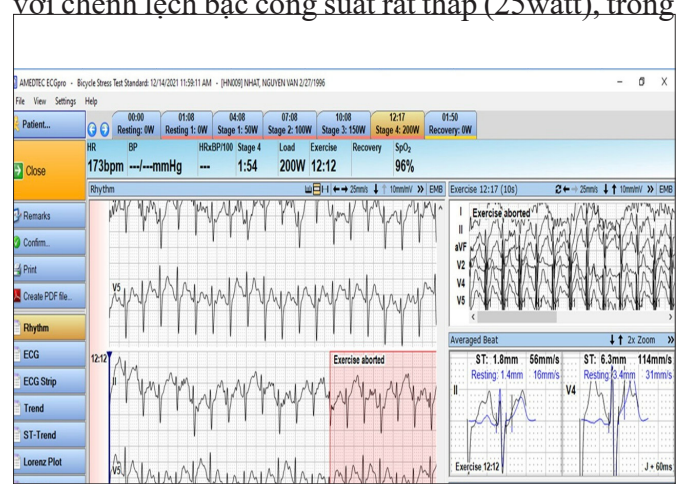 với chênh lệch bậc công suất rất thấp (25watt), trong
AMEDTEC ECGpro - Bicycle Stress Test Standard: 12/14/2021 11:59:11 AM - [HN009] NHAT, NGUYEN VAN 2/27/1996
File View Settings Help
Patient...
00:00 01:08 04:08 07:08 10:08 12:17 01:50
Resting: 0W Resting 1: 0W Stage 1: 50W Stage 2: 100W Stage 3: 150W Stage 4: 200W Recovery: 0W
HR BP HRxBP/100 Stage 4 Load Exercise Recovery SpO₂
173bpm ---/---mmHg --- 1:54 200W 12:12 96%
Close
Rhythm 25mm/s 10mm/mV EMB
Exercise 12:17 (10s) 25mm/s 10mm/mV EMB
Remarks
Confirm...
Print
Create PDF file...
Rhythm
ECG
ECG Strip
Trend
ST-Trend
Lorenz Plot
V5
12:12
II
Exercise aborted
V5
I
Exercise aborted
II
aVF
V2
V4
V5
Averaged Beat 2x Zoom
ST: 1.8mm 56mm/s
Resting: 1.4mm 16mm/s
II
Exercise 12:12
ST: 6.3mm 114mm/s
Resting: 3.4mm 31mm/s
V4
J + 60ms